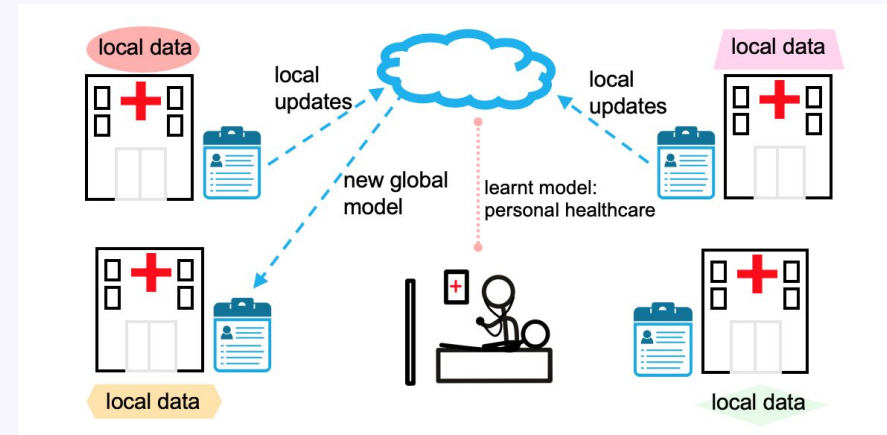 local data
local data
local
updates
local
updates
new global
model
learnt model:
personal healthcare
local data
local data